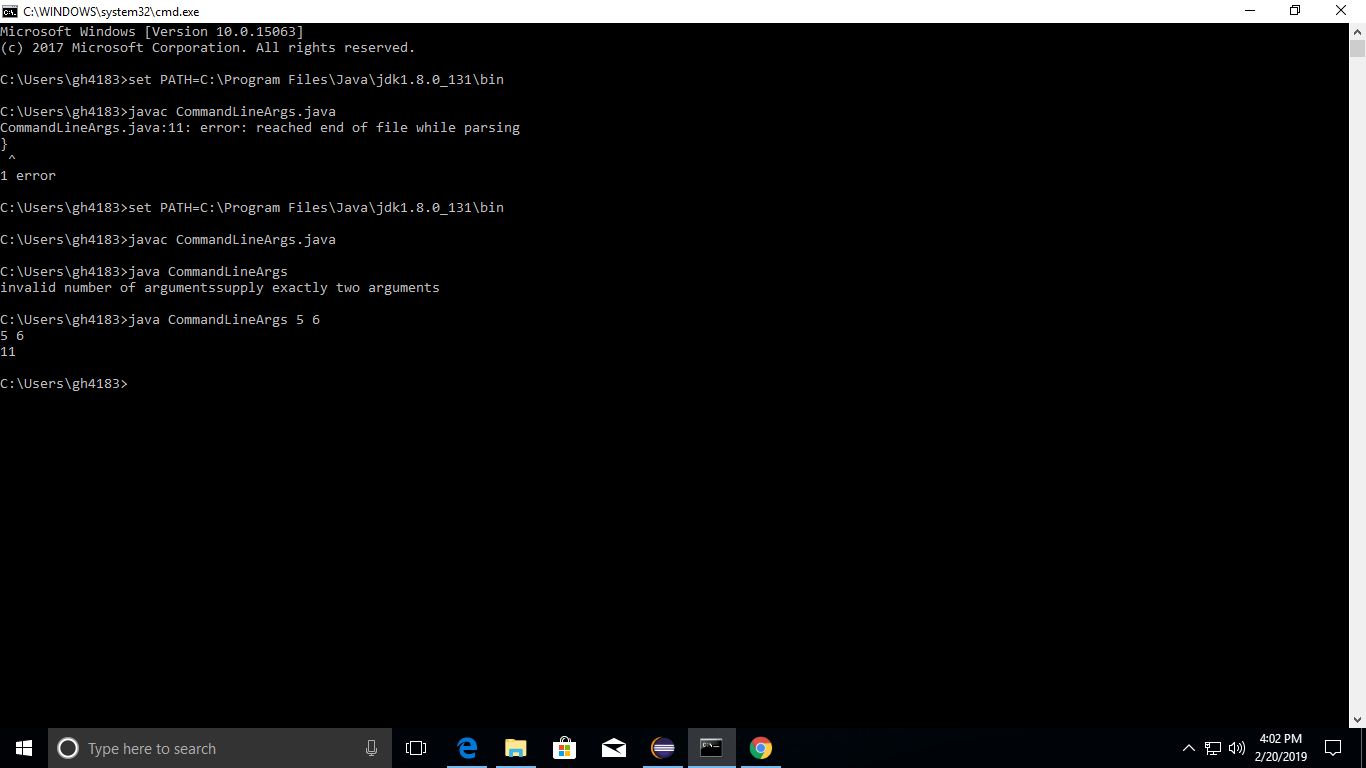 C:\WINDOWS\system32\cmd.exe
Microsoft Windows [Version 10.0.15063]
(c) 2017 Microsoft Corporation. All rights reserved.
C:\Users\gh4183>set PATH=C:\Program Files\Java\jdk1.8.0_131\bin
C:\Users\gh4183>javac CommandLineArgs.java
CommandLineArgs.java:11: error: reached end of file while parsing
}
^
1 error
C:\Users\gh4183>set PATH=C:\Program Files\Java\jdk1.8.0_131\bin
C:\Users\gh4183>javac CommandLineArgs.java
C:\Users\gh4183>java CommandLineArgs
invalid number of argumentssupply exactly two arguments
C:\Users\gh4183>java CommandLineArgs 5 6
5 6
11
C:\Users\gh4183>
Type here to search
4:02 PM
2/20/2019